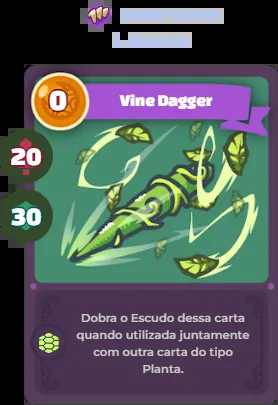 0
Vine Dagger
20
30
Dobra o Escudo dessa carta
quando utilizada juntamente
com outra carta do tipo
Planta.